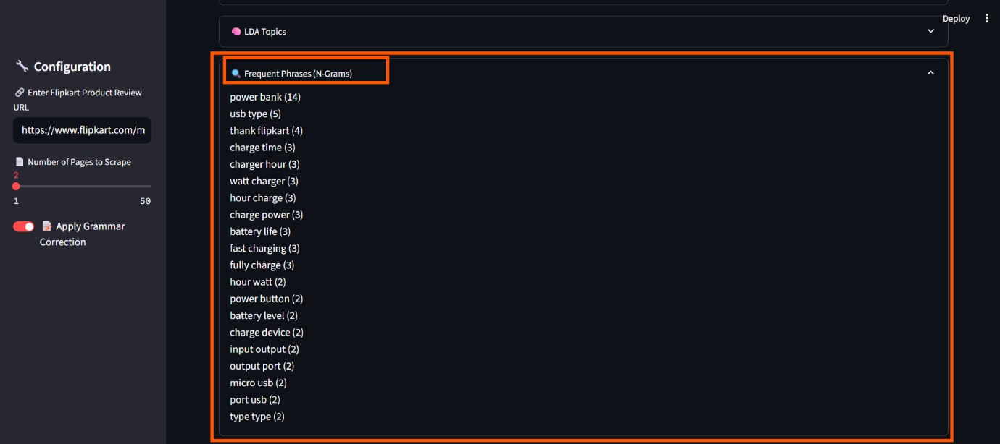 Deploy
🔧 Configuration
🔗 Enter Flipkart Product Review
URL
https://www.flipkart.com/m
📄 Number of Pages to Scrape
2
1 50
📝 Apply Grammar
Correction
🧠 LDA Topics
🔍 Frequent Phrases (N-Grams)
power bank (14)
usb type (5)
thank flipkart (4)
charge time (3)
charger hour (3)
watt charger (3)
hour charge (3)
charge power (3)
battery life (3)
fast charging (3)
fully charge (3)
hour watt (2)
power button (2)
battery level (2)
charge device (2)
input output (2)
output port (2)
micro usb (2)
port usb (2)
type type (2)